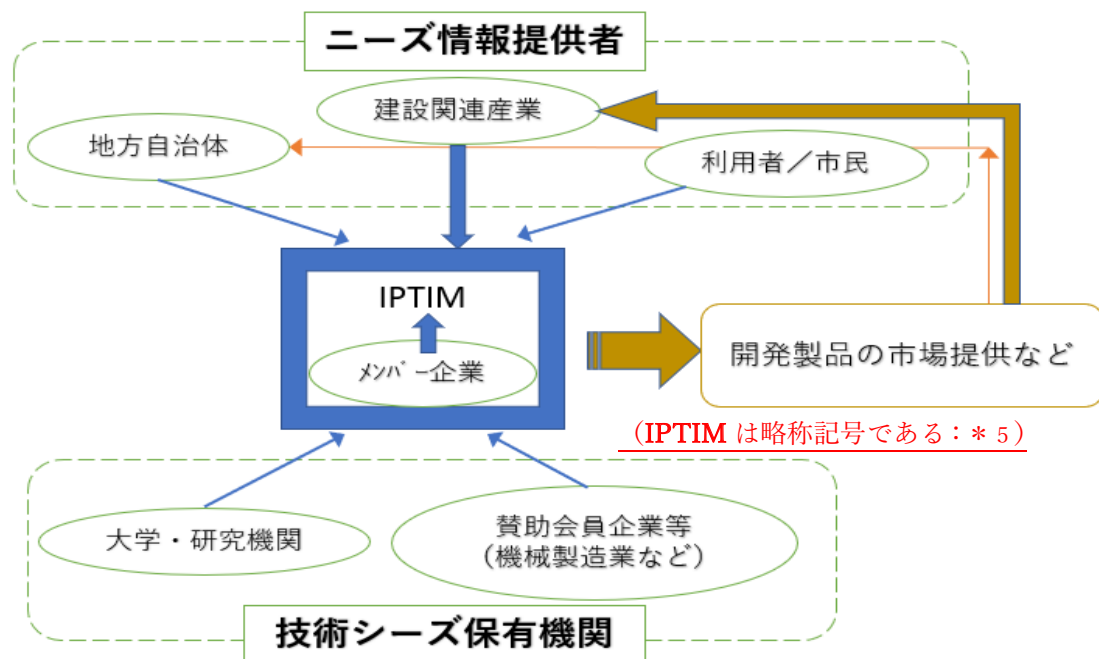 ニーズ情報提供者
建設関連産業
地方自治体
利用者／市民
IPTIM
ﾒﾝﾊﾞｰ企業
開発製品の市場提供など
（IPTIM は略称記号である：＊ 5）
大学・研究機関
賛助会員企業等
（機械製造業など）
技術シーズ保有機関